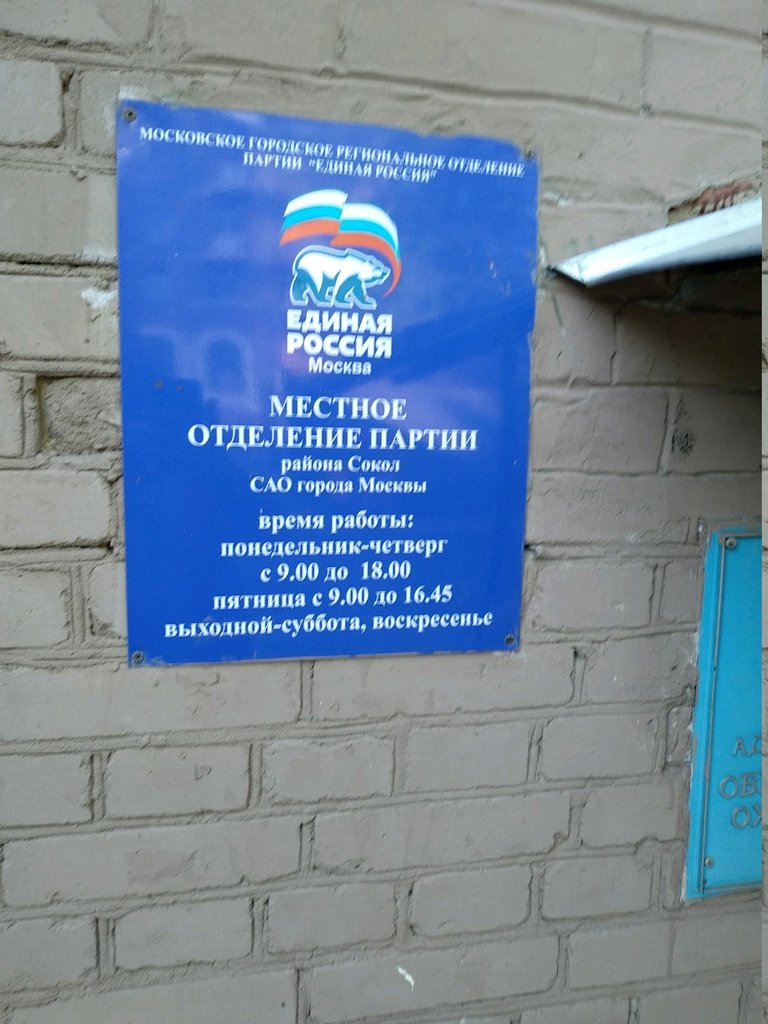 МОСКОВСКОЕ ГОРОДСКОЕ РЕГИОНАЛЬНОЕ ОТДЕЛЕНИЕ
ПАРТИИ "ЕДИНАЯ РОССИЯ"
ЕДИНАЯ
РОССИЯ
Москва
МЕСТНОЕ
ОТДЕЛЕНИЕ ПАРТИИ
района Сокол
САО города Москвы
время работы:
понедельник-четверг
с 9.00 до 18.00
пятница с 9.00 до 16.45
выходной-суббота, воскресенье